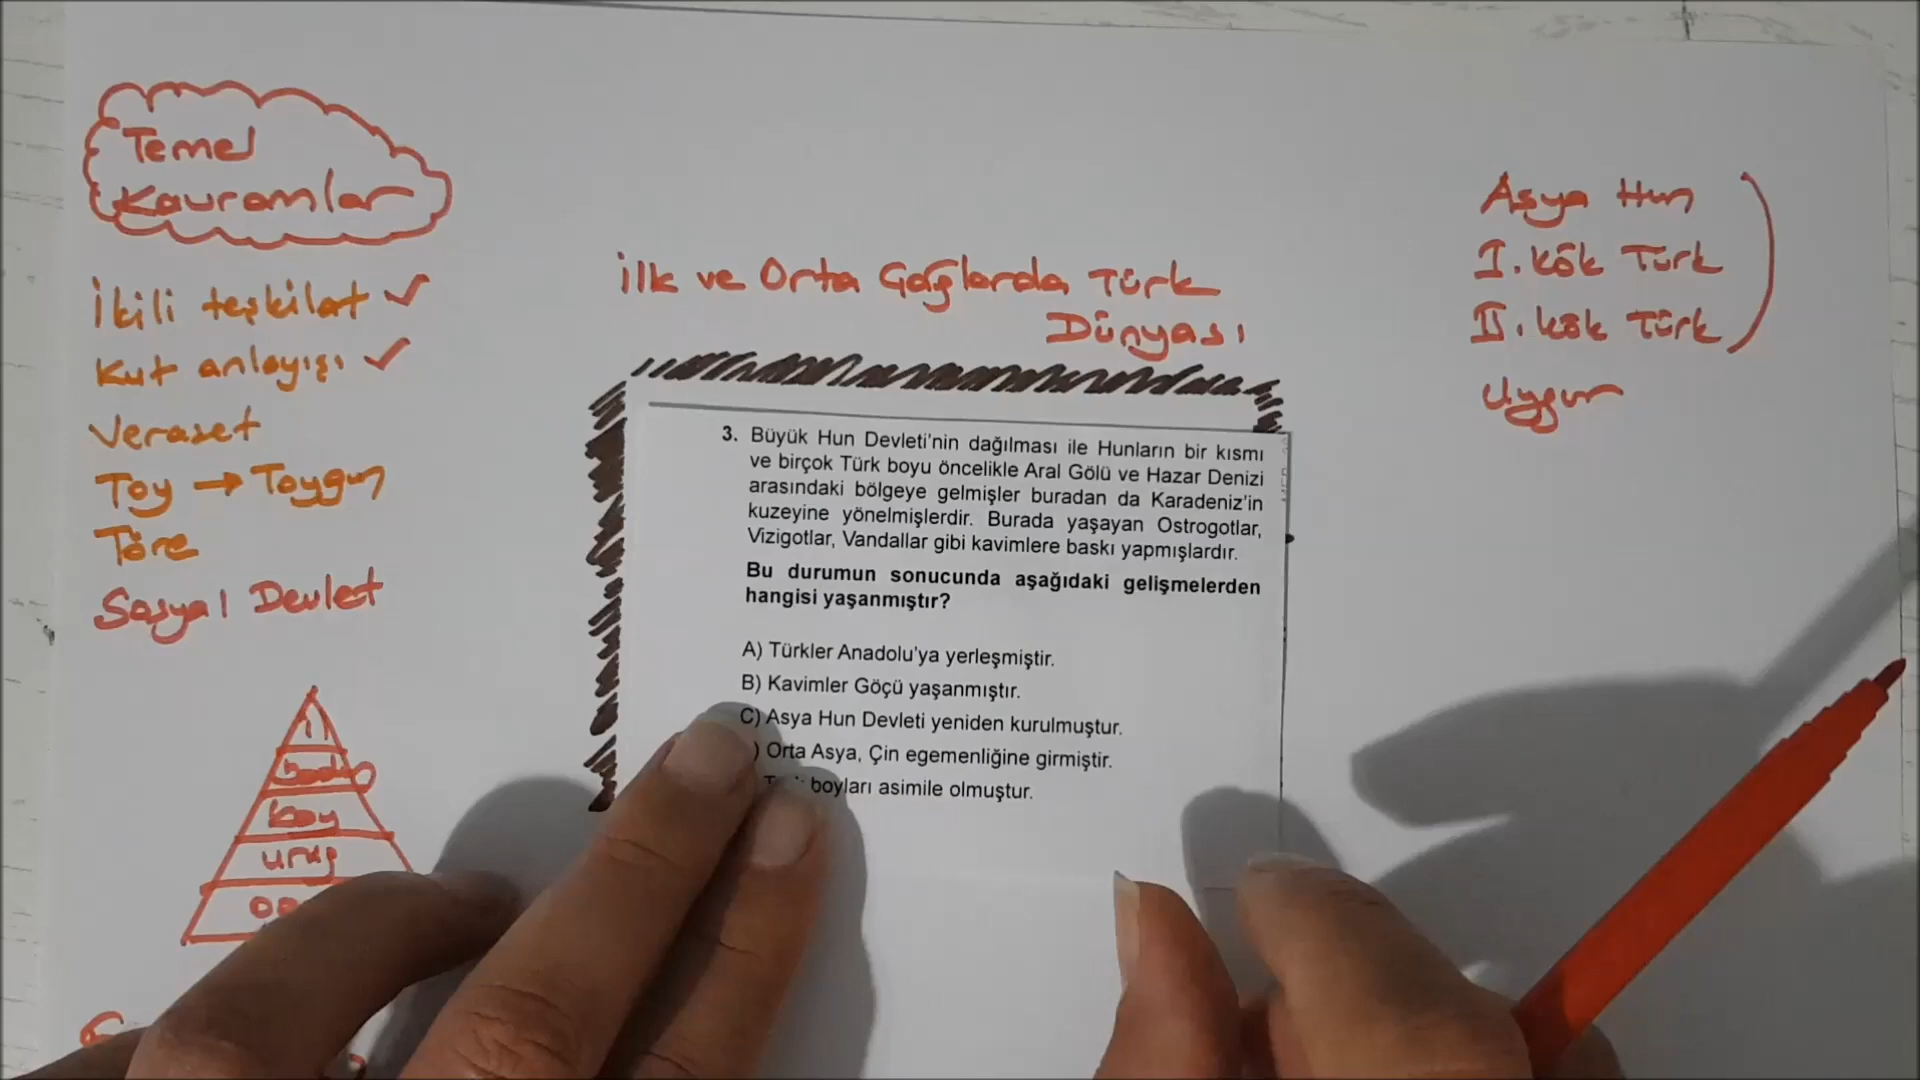 Temel
Kavramlar
İkili teşkilat ✓
Kut anlayışı ✓
Veraset
Toy → Toygun
Töre
Sosyal Devlet
boy
uruş
İlk ve Orta Çağlarda Türk
Dünyası
3. Büyük Hun Devleti'nin dağılması ile Hunların bir kısmı
ve birçok Türk boyu öncelikle Aral Gölü ve Hazar Denizi
arasındaki bölgeye gelmişler buradan da Karadeniz'in
kuzeyine yönelmişlerdir. Burada yaşayan Ostrogotlar,
Vizigotlar, Vandallar gibi kavimlere baskı yapmışlardır.
Bu durumun sonucunda aşağıdaki gelişmelerden
hangisi yaşanmıştır?
A) Türkler Anadolu'ya yerleşmiştir.
B) Kavimler Göçü yaşanmıştır.
C) Asya Hun Devleti yeniden kurulmuştur.
) Orta Asya, Çin egemenliğine girmiştir.
boyları asimile olmuştur.
Asya Hun
I. Kök Türk
II. Kök Türk
Uygur